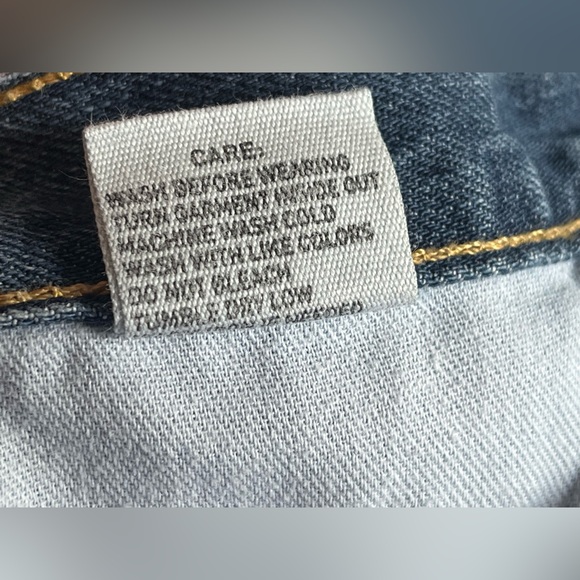 CARE:
WASH BEFORE WEARING
TURN GARMENT INSIDE OUT
MACHINE WASH COLD
WASH WITH LIKE COLORS
DO NOT BLEACH
TUMBLE DRY LOW